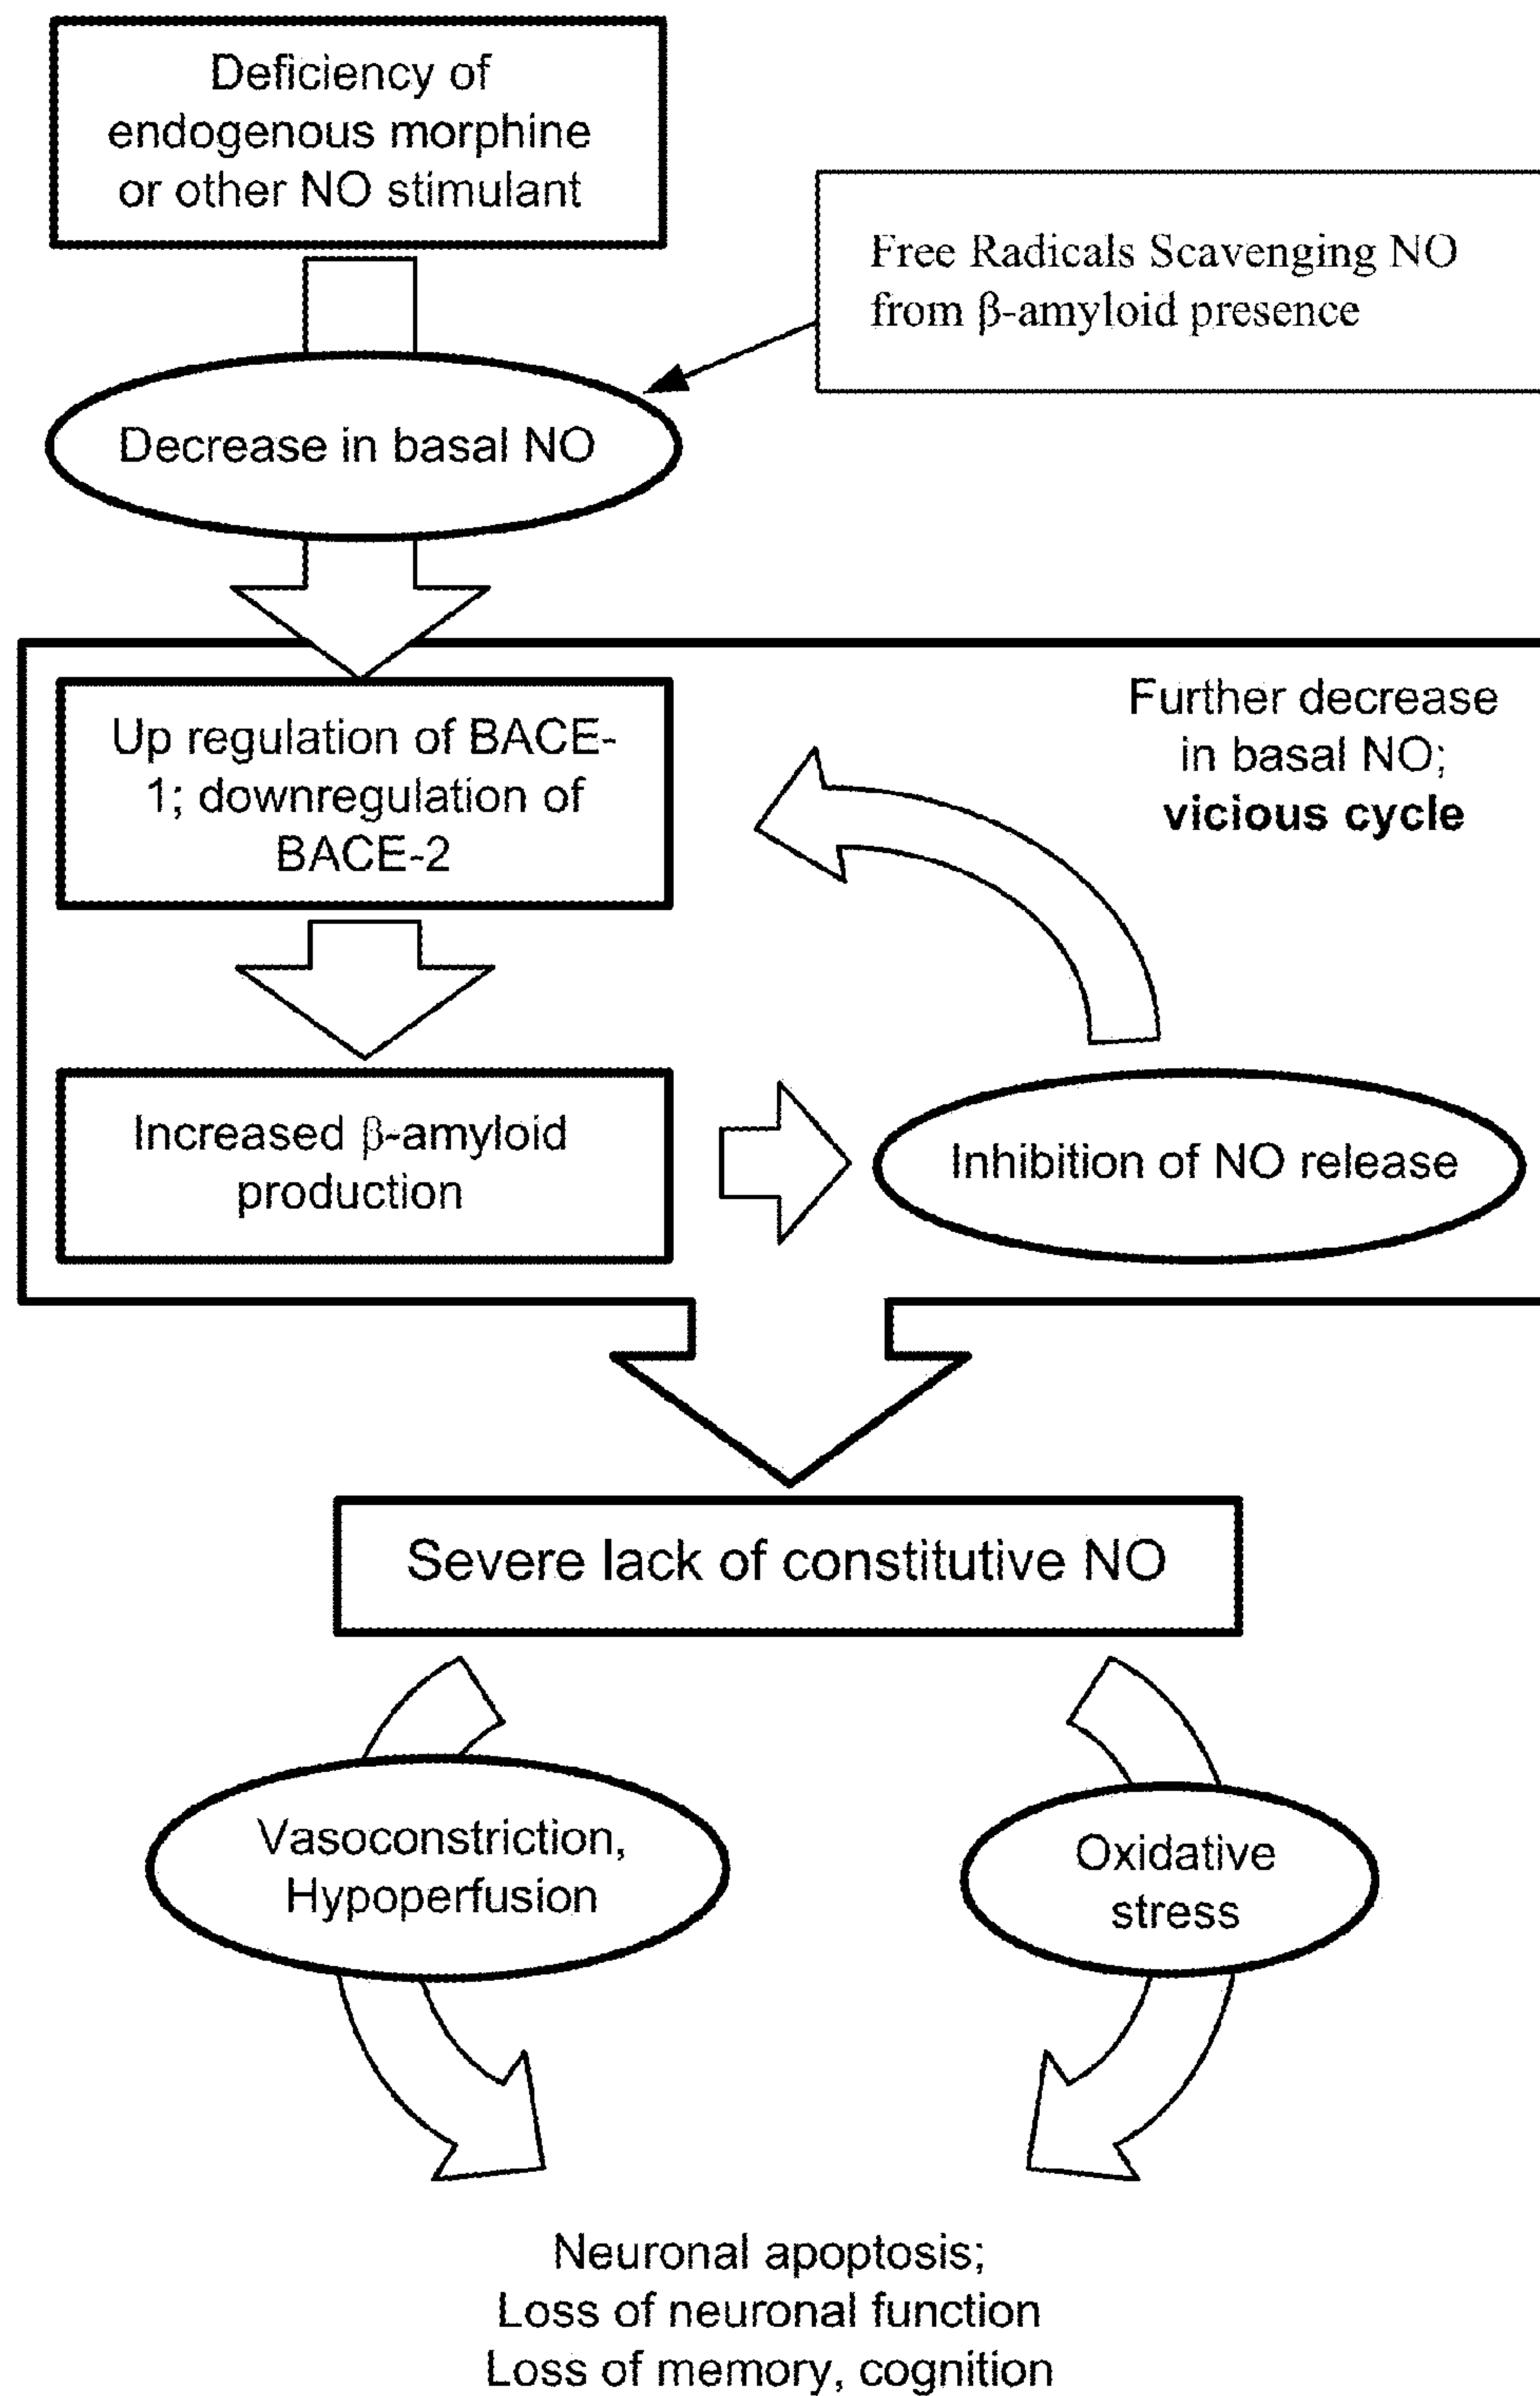 Deficiency of
endogenous morphine
or other NO stimulant
Free Radicals Scavenging NO
from β-amyloid presence
Decrease in basal NO
Up regulation of BACE-
1; downregulation of
BACE-2
Further decrease
in basal NO;
vicious cycle
Increased β-amyloid
production
Inhibition of NO release
Severe lack of constitutive NO
Vasoconstriction,
Hypoperfusion
Oxidative
stress
Neuronal apoptosis;
Loss of neuronal function
Loss of memory, cognition